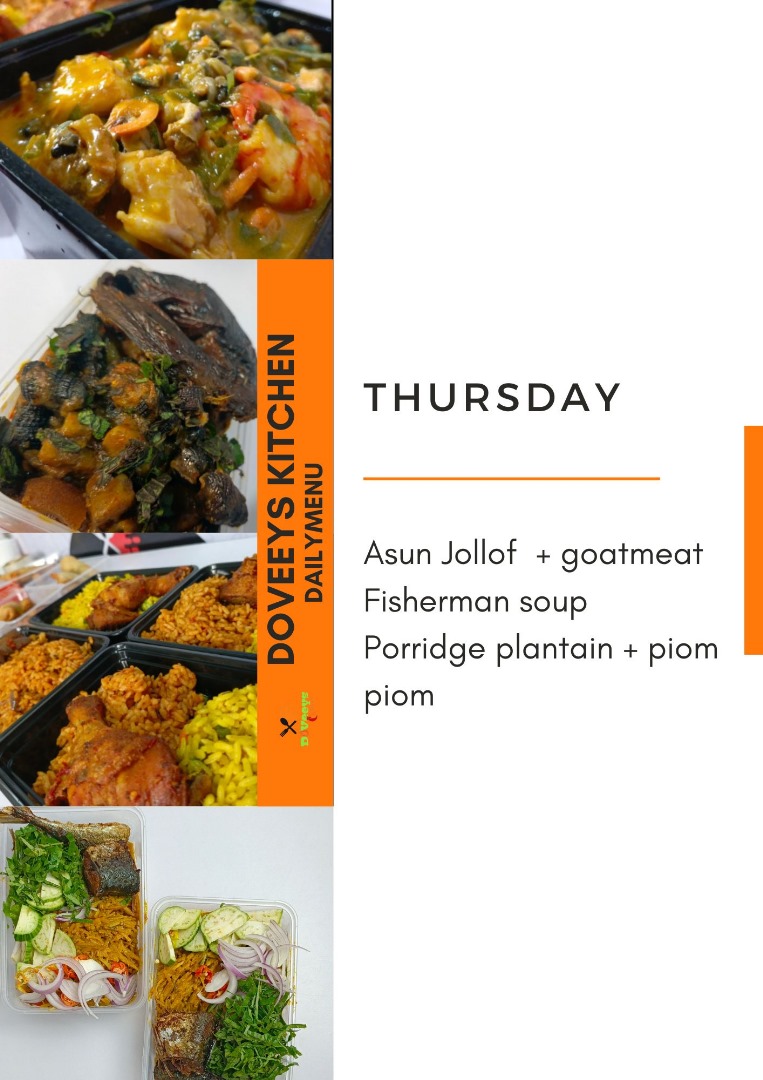 DOVEEYS KITCHEN
DAILYMENU
THURSDAY
Asun Jollof + goatmeat
Fisherman soup
Porridge plantain + piom
piom